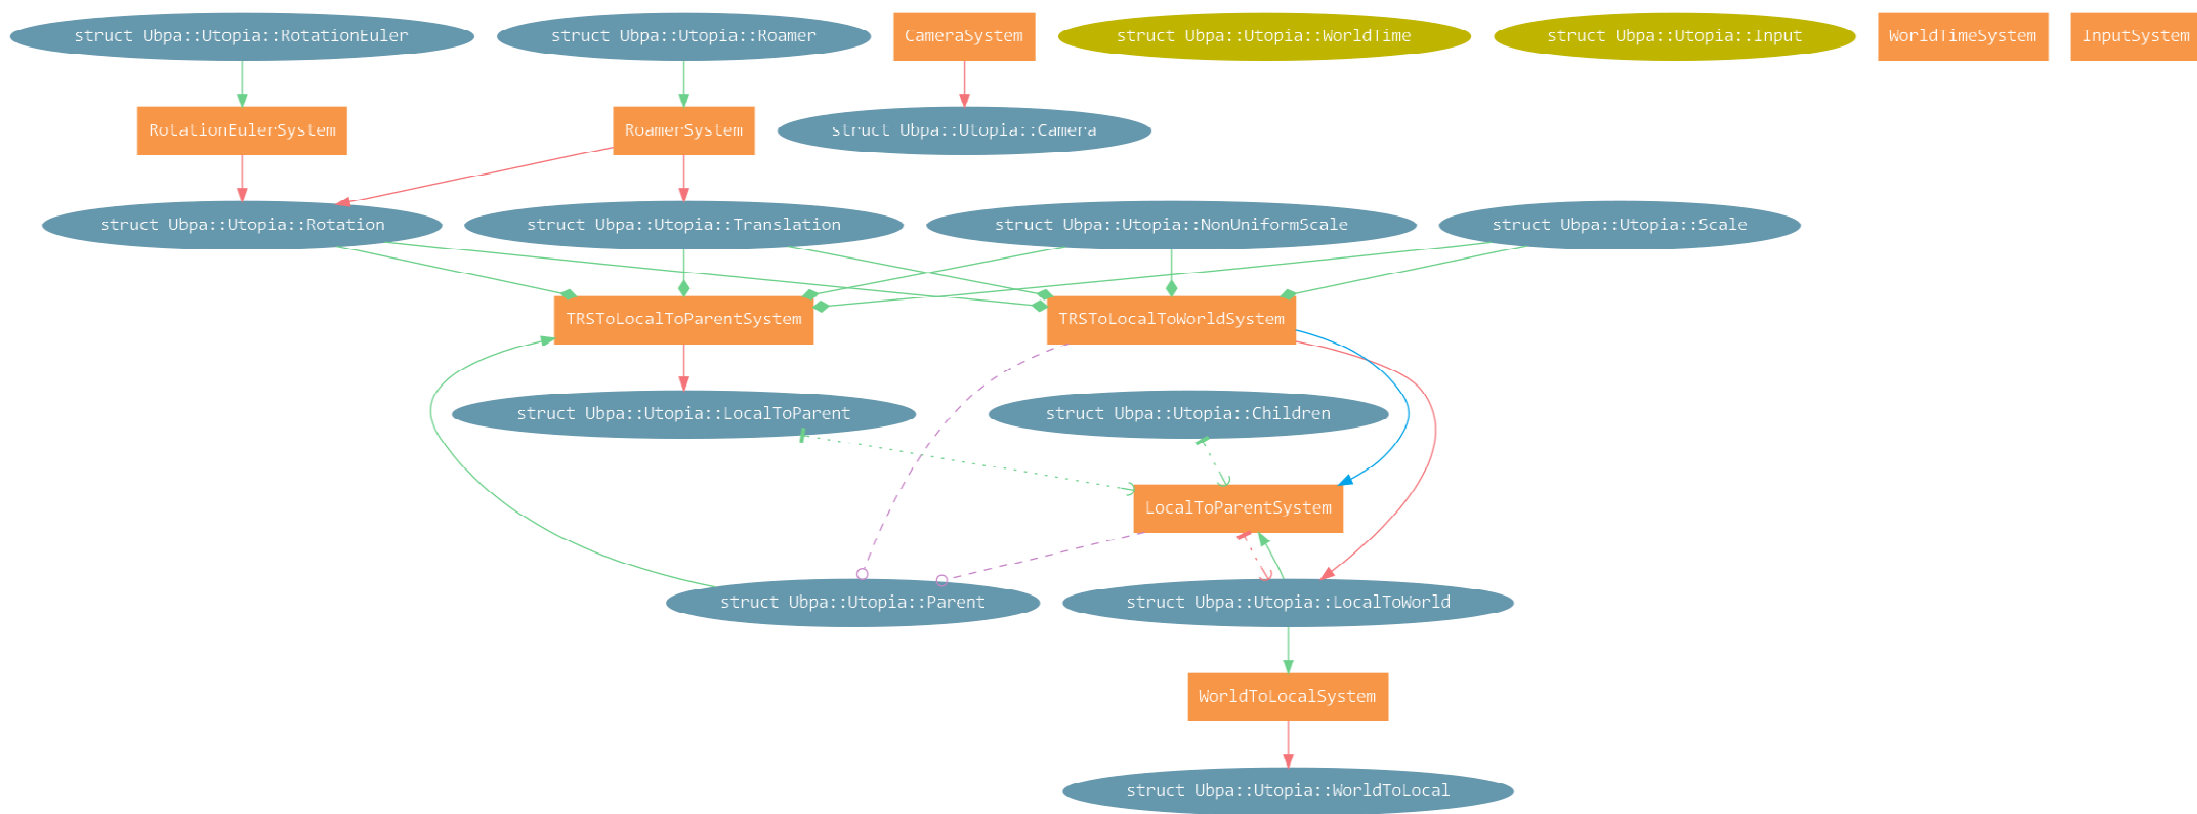 struct Ubpa::Utopia::RotationEuler
struct Ubpa::Utopia::Roamer
CameraSystem
struct Ubpa::Utopia::WorldTime
struct Ubpa::Utopia::Input
WorldTimeSystem
InputSystem
RotationEulerSystem
RoamerSystem
struct Ubpa::Utopia::Camera
struct Ubpa::Utopia::Rotation
struct Ubpa::Utopia::Translation
struct Ubpa::Utopia::NonUniformScale
struct Ubpa::Utopia::Scale
TRSToLocalToParentSystem
TRSToLocalToWorldSystem
struct Ubpa::Utopia::LocalToParent
struct Ubpa::Utopia::Children
LocalToParentSystem
struct Ubpa::Utopia::Parent
struct Ubpa::Utopia::LocalToWorld
WorldToLocalSystem
struct Ubpa::Utopia::WorldToLocal